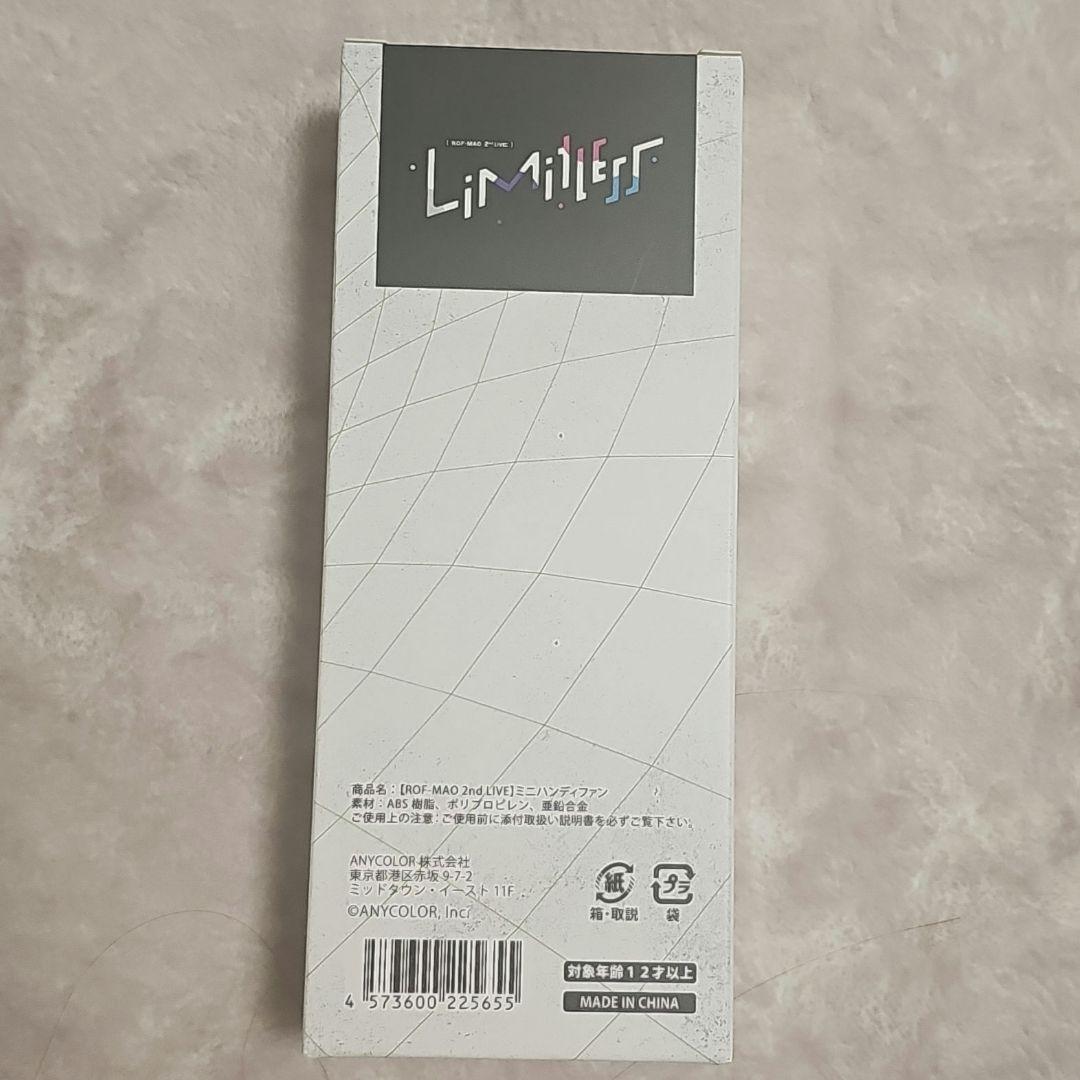 [ ROF-MAO 2nd LIVE ]
LiMitLESS
商品名：【ROF-MAO 2nd LIVE】ミニハンディファン
素材：ABS 樹脂、ポリプロピレン、亜鉛合金
ご使用上の注意：ご使用前に添付取扱い説明書を必ずご覧下さい。
ANYCOLOR 株式会社
東京都港区赤坂 9-7-2
ミッドタウン・イースト 11F
©ANYCOLOR, Inc.
紙
箱・取説
プラ
袋
4 573600 225655
対象年齢１２才以上
MADE IN CHINA